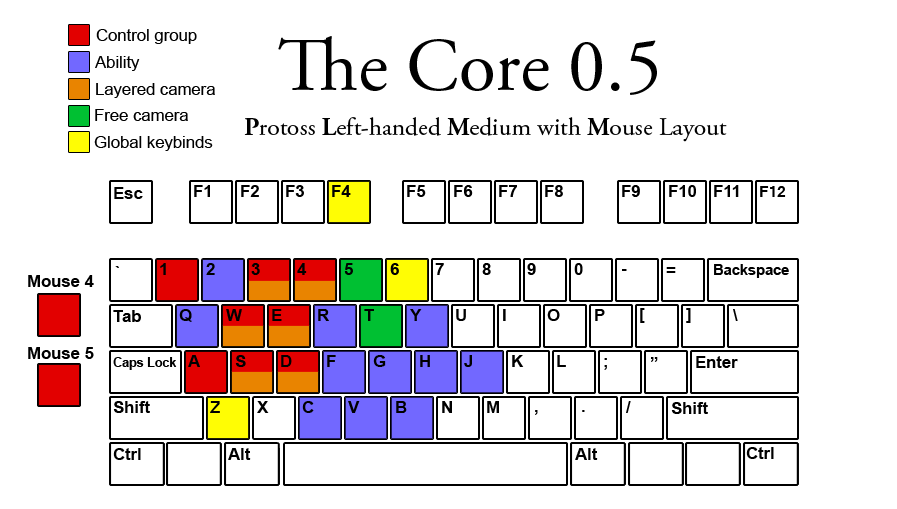 Control group
Ability
Layered camera
Free camera
Global keybinds
The Core 0.5
Protoss Left-handed Medium with Mouse Layout
Esc F1 F2 F3 F4 F5 F6 F7 F8 F9 F10 F11 F12
Mouse 4
Mouse 5
` 1 2 3 4 5 6 7 8 9 0 - = Backspace
Tab Q W E R T Y U I O P [ ] \
Caps Lock A S D F G H J K L ; ” Enter
Shift Z X C V B N M , . / Shift
Ctrl Alt Alt Ctrl